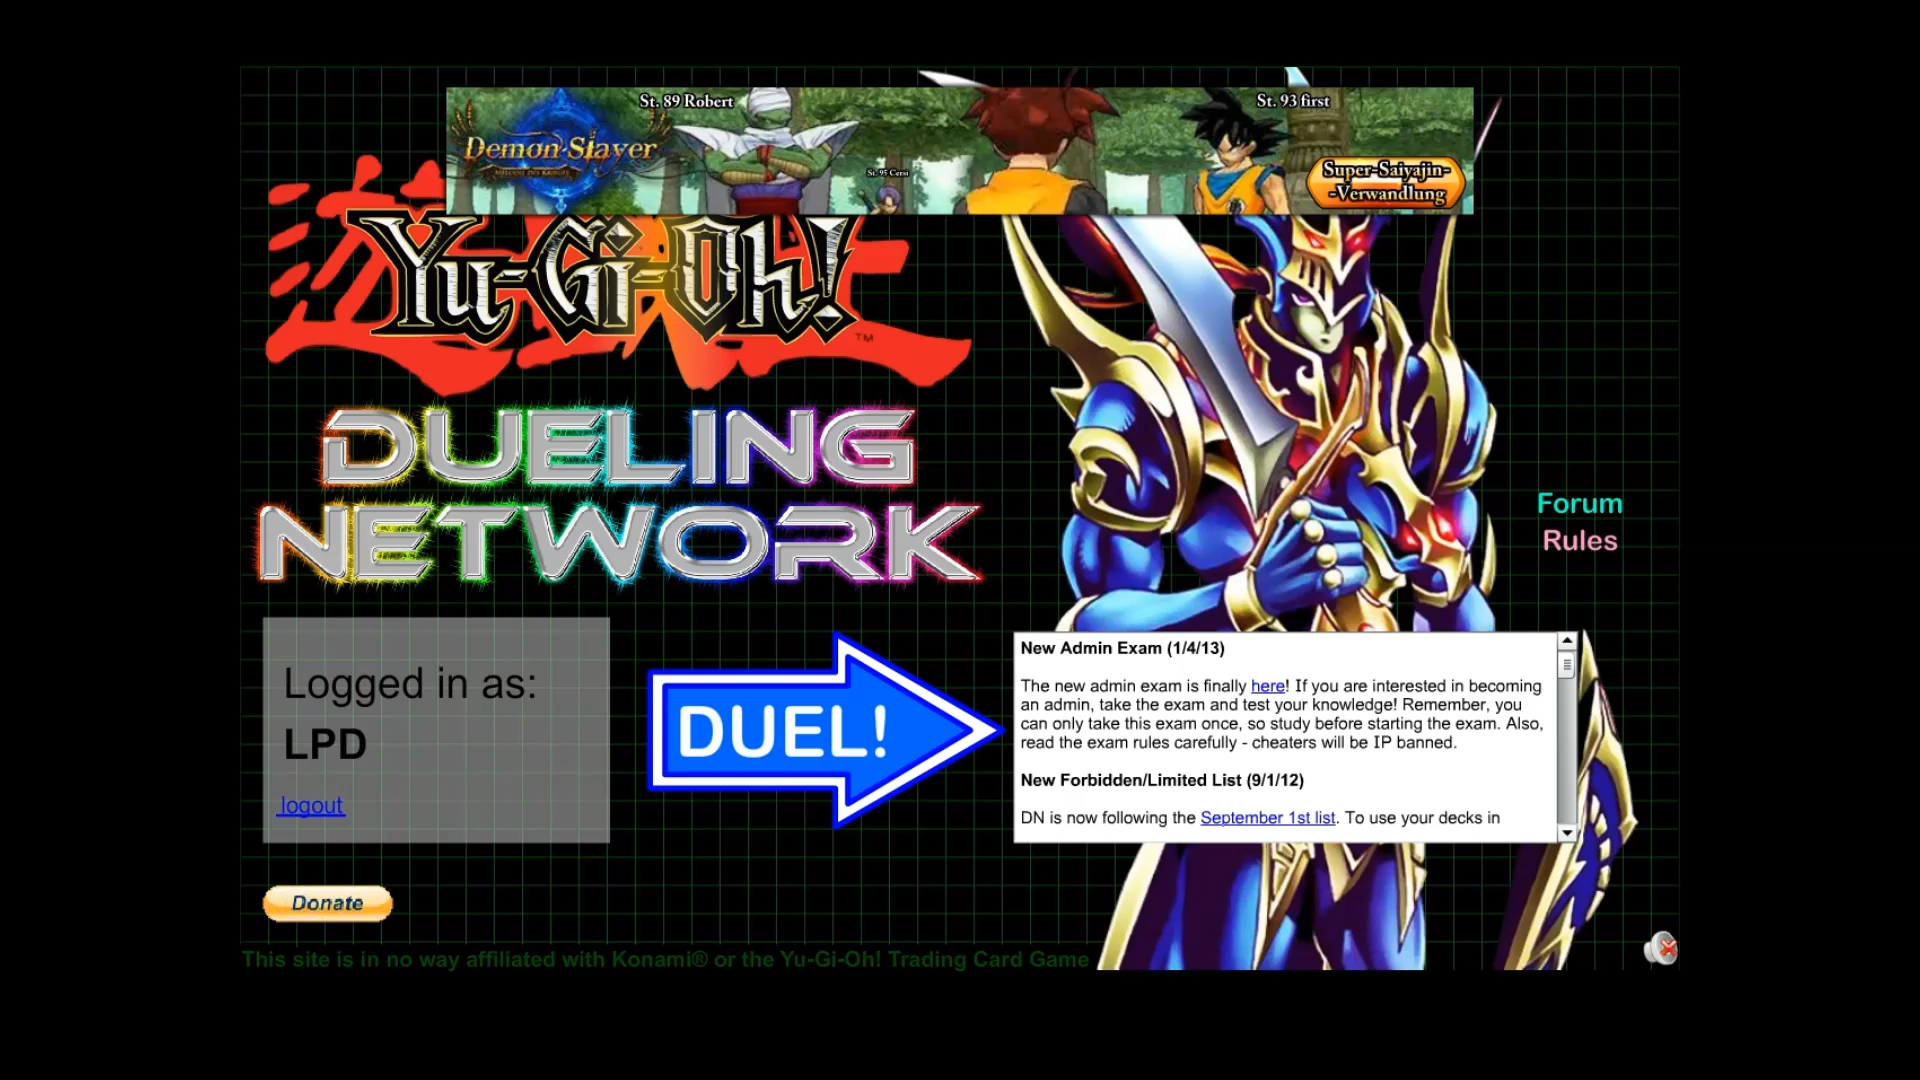 St. 89 Robert
St. 93 first
Demon Slayer
St. 95 Cersi
Super-Saiyajin-
-Verwandlung
Yu-Gi-Oh!
TM
DUELING
NETWORK
Forum
Rules
Logged in as:
LPD
logout
DUEL!
New Admin Exam (1/4/13)
The new admin exam is finally here! If you are interested in becoming
an admin, take the exam and test your knowledge! Remember, you
can only take this exam once, so study before starting the exam. Also,
read the exam rules carefully - cheaters will be IP banned.
New Forbidden/Limited List (9/1/12)
DN is now following the September 1st list. To use your decks in
Donate
This site is in no way affiliated with Konami® or the Yu-Gi-Oh! Trading Card Game